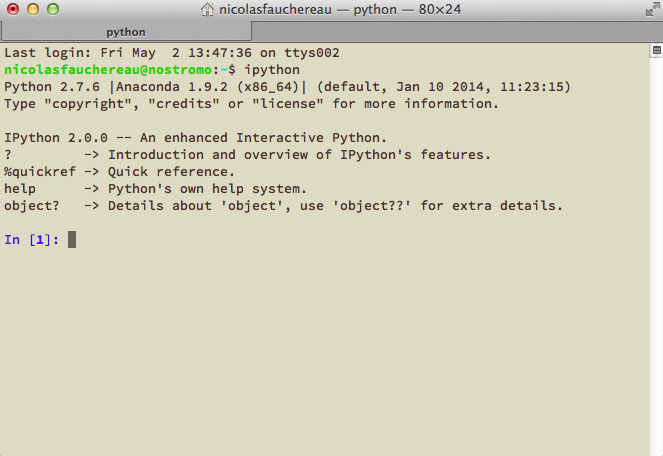 nicolasfauchereau — python — 80×24
python
Last login: Fri May  2 13:47:36 on ttys002
nicolasfauchereau@nostromo:~$ ipython
Python 2.7.6 |Anaconda 1.9.2 (x86_64)| (default, Jan 10 2014, 11:23:15)
Type "copyright", "credits" or "license" for more information.

IPython 2.0.0 -- An enhanced Interactive Python.
?         -> Introduction and overview of IPython's features.
%quickref -> Quick reference.
help      -> Python's own help system.
object?   -> Details about 'object', use 'object??' for extra details.

In [1]: